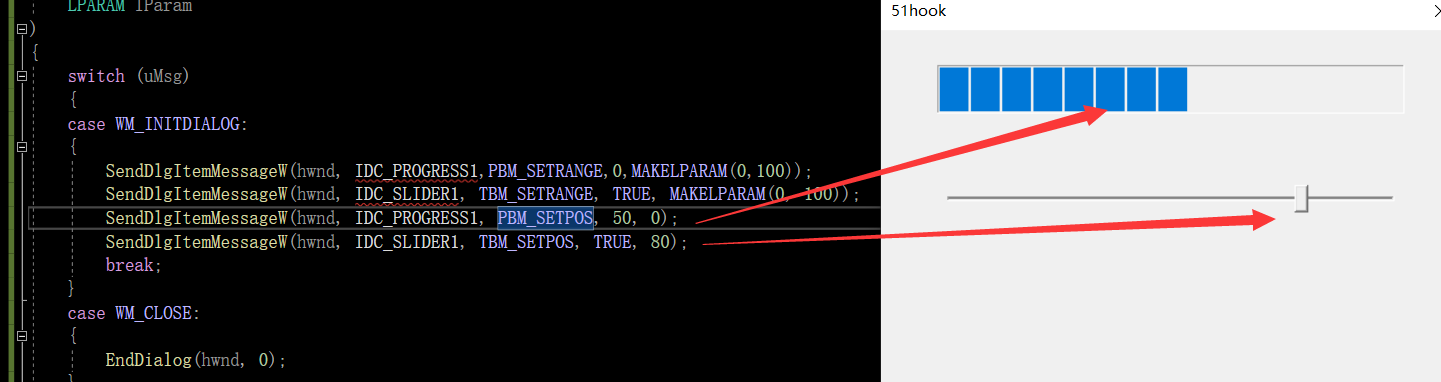 LPARAM lParam
)
{
switch (uMsg)
{
case WM_INITDIALOG:
{
SendDlgItemMessageW(hwnd, IDC_PROGRESS1,PBM_SETRANGE,0,MAKELPARAM(0,100));
SendDlgItemMessageW(hwnd, IDC_SLIDER1, TBM_SETRANGE, TRUE, MAKELPARAM(0, 100));
SendDlgItemMessageW(hwnd, IDC_PROGRESS1, PBM_SETPOS, 50, 0);
SendDlgItemMessageW(hwnd, IDC_SLIDER1, TBM_SETPOS, TRUE, 80);
break;
}
case WM_CLOSE:
{
EndDialog(hwnd, 0);
}
51hook